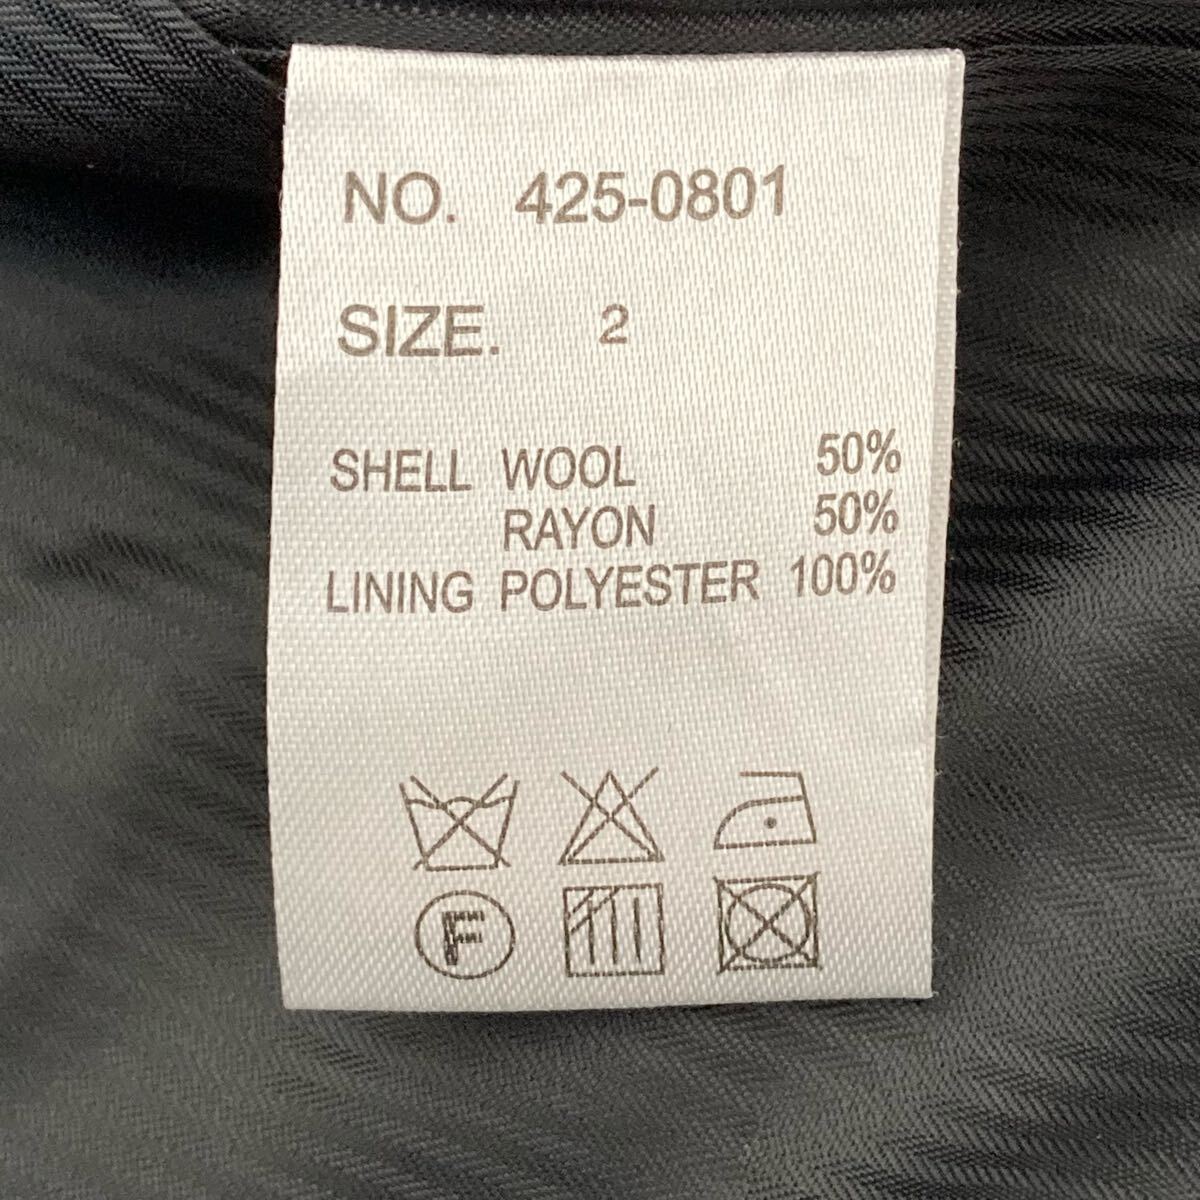 NO. 425-0801
SIZE. 2
SHELL WOOL 50%
RAYON 50%
LINING POLYESTER 100%
F